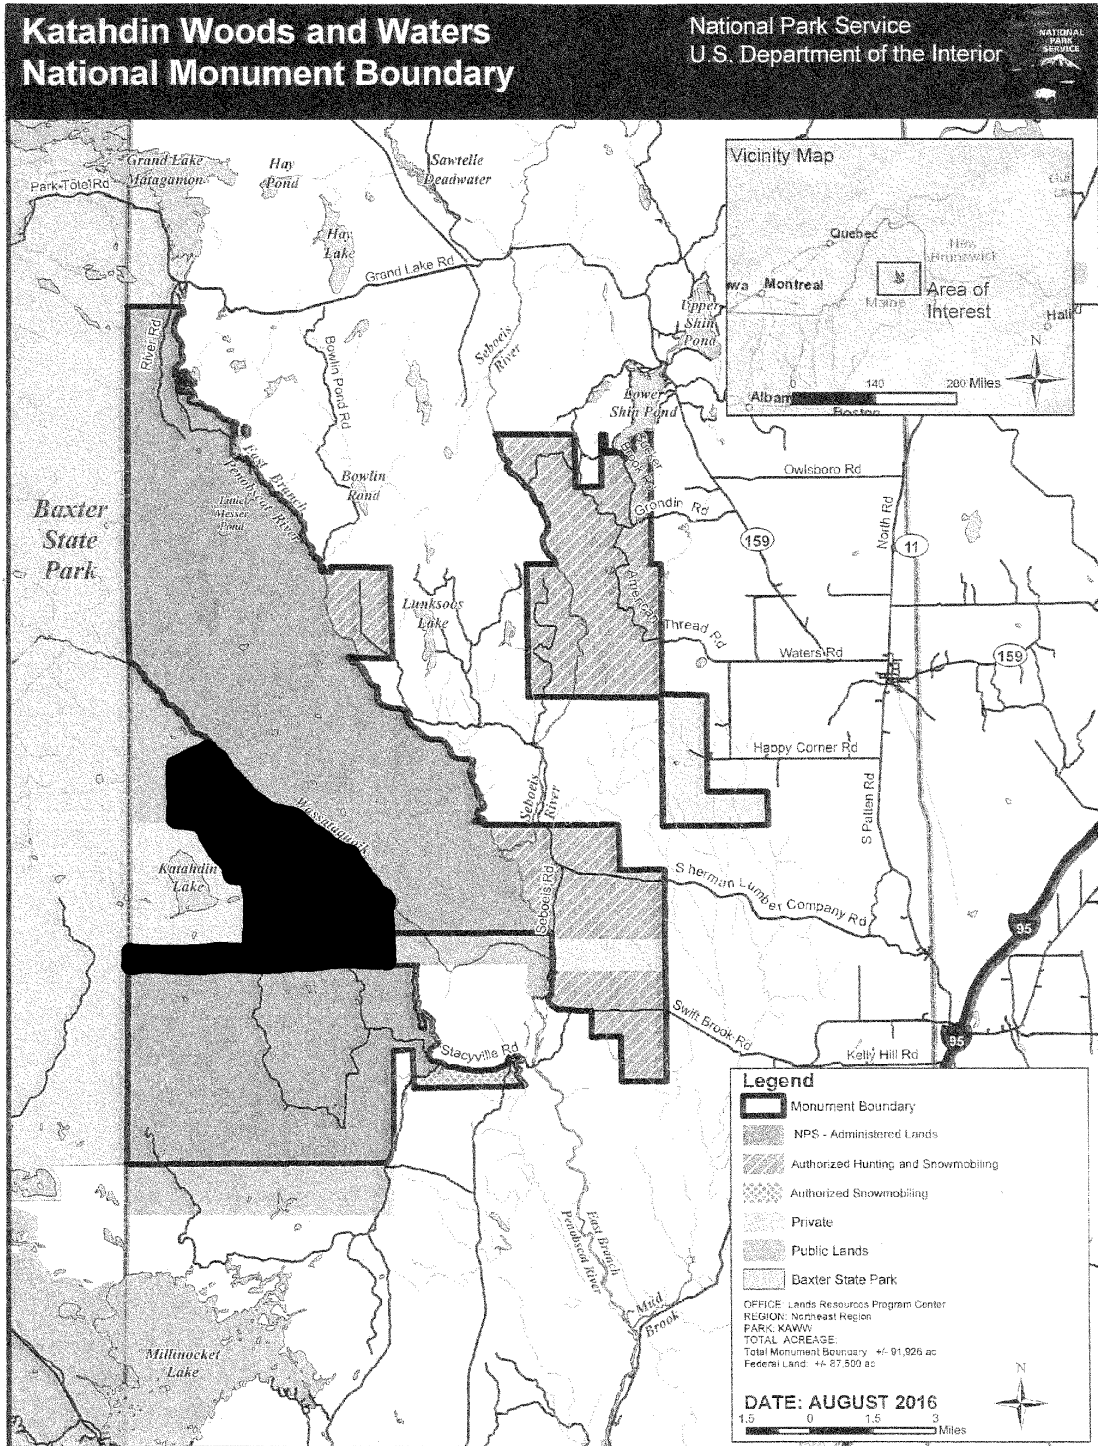 Katahdin Woods and Waters
National Monument Boundary
National Park Service
U.S. Department of the Interior
NATIONAL
PARK
SERVICE
Grand Lake
Matagamon
Hay
Pond
Sawtelle
Deadwater
Park Tote Rd
Hay
Lake
Grand Lake Rd
Vicinity Map
Quebec
New
Brunswick
Montreal
Maine
Area of
Interest
Hali
N
0 140 280 Miles
Alban
Boston
Upper
Shin
Pond
River Rd
Bowlin Pond Rd
Seboeis
River
Lower
Shin Pond
Owlsboro Rd
East Branch
Penobscot River
Little
Messer
Pond
Bowlin
Pond
Grondin Rd
159
North Rd
11
Baxter
State
Park
Lunksoos
Lake
American Thread Rd
Waters Rd
159
Happy Corner Rd
Seboeis
River
S Patten Rd
Wassataquoik
Katahdin
Lake
Sherman Lumber Company Rd
Seboeis Rd
95
Swift Brook Rd
95
Stacyville Rd
Kelly Hill Rd
East Branch
Penobscot River
Mud
Brook
Millinocket
Lake
Legend
Monument Boundary
NPS - Administered Lands
Authorized Hunting and Snowmobiling
Authorized Snowmobiling
Private
Public Lands
Baxter State Park
OFFICE: Lands Resources Program Center
REGION: Northeast Region
PARK: KAWW
TOTAL ACREAGE:
Total Monument Boundary +/- 91,926 ac
Federal Land: +/- 87,500 ac
DATE: AUGUST 2016
N
1.5 0 1.5 3
Miles